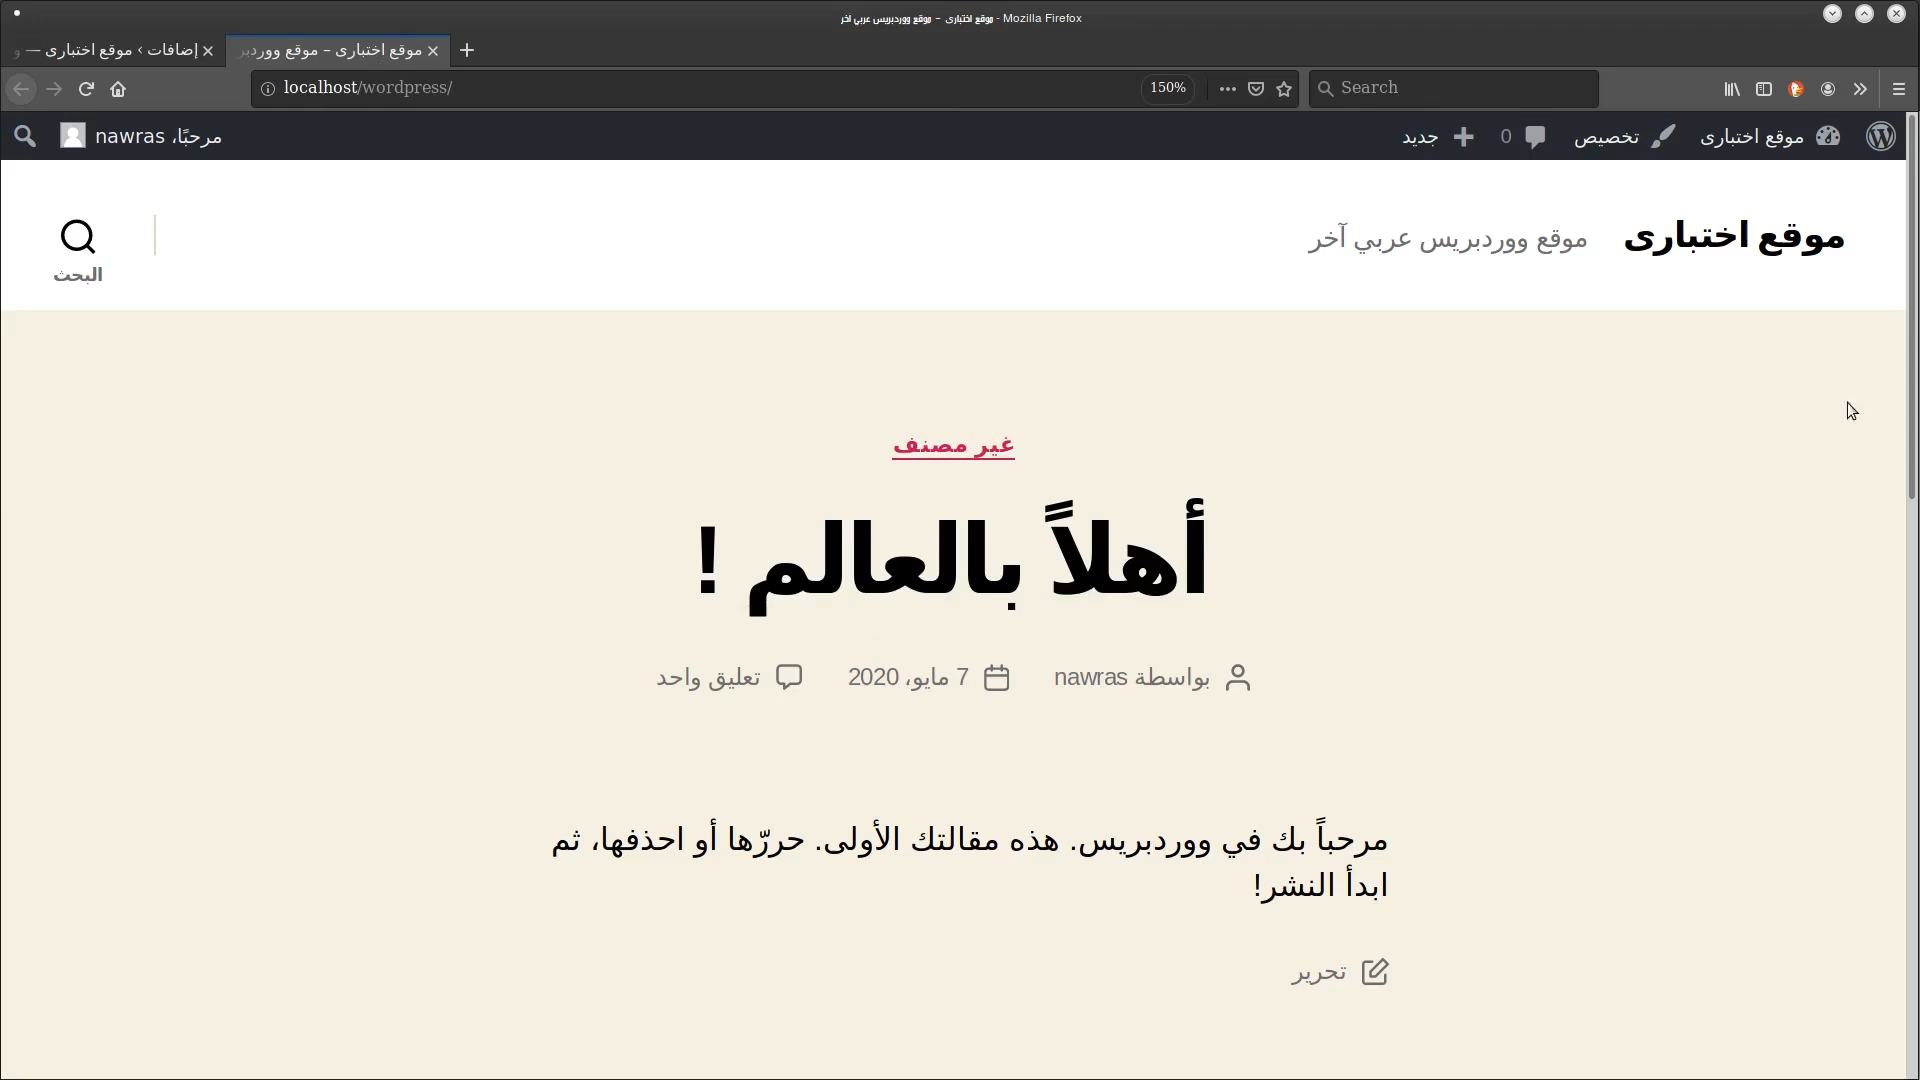 موقع اختبارى – موقع ووردبريس عربي آخر - Mozilla Firefox
إضافات ‹ موقع اختبارى — و
موقع اختبارى – موقع ووردبر
localhost/wordpress/
150%
Search
موقع اختبارى
تخصيص
0
جديد
مرحبًا، nawras
موقع اختبارى
موقع ووردبريس عربي آخر
البحث
غير مصنف
أهلاً بالعالم !
بواسطة nawras
7 مايو، 2020
تعليق واحد
مرحباً بك في ووردبريس. هذه مقالتك الأولى. حررّها أو احذفها، ثم
ابدأ النشر!
تحرير